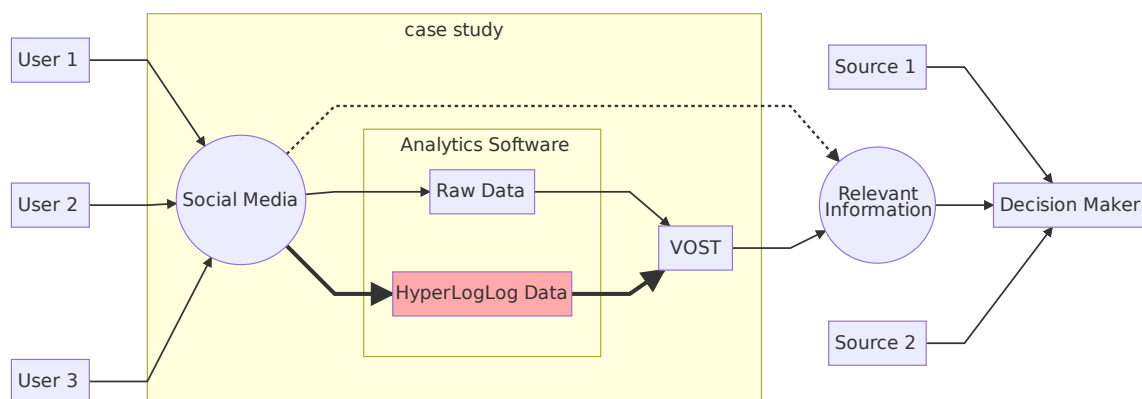 case study
User 1
Source 1
Analytics Software
Raw Data
Social Media
User 2
Relevant
Information
Decision Maker
VOST
HyperLogLog Data
Source 2
User 3